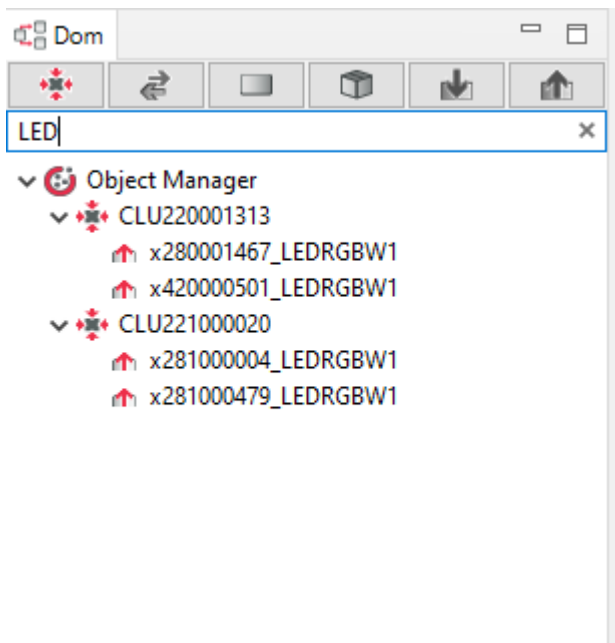 Dom
LED
Object Manager
CLU220001313
x280001467_LEDRGBW1
x420000501_LEDRGBW1
CLU221000020
x281000004_LEDRGBW1
x281000479_LEDRGBW1